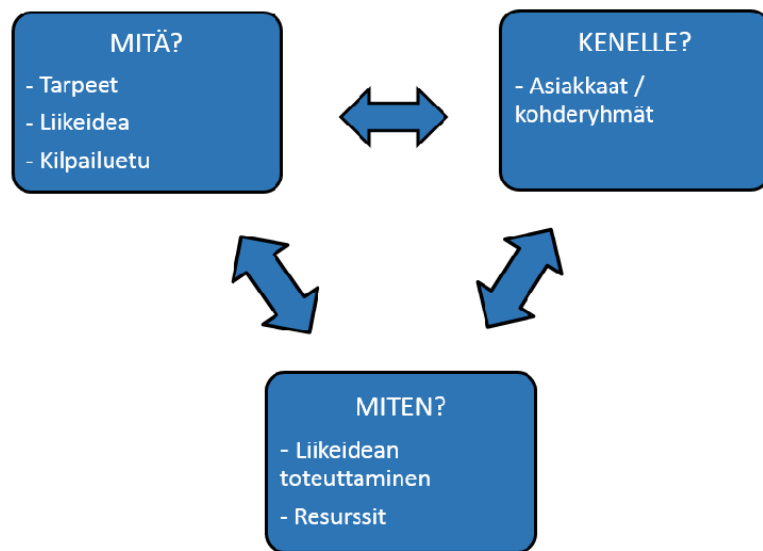 MITÄ?
- Tarpeet
- Liikeidea
- Kilpailuetu
KENELLE?
- Asiakkaat /
kohderyhmät
MITEN?
- Liikeidean
toteuttaminen
- Resurssit